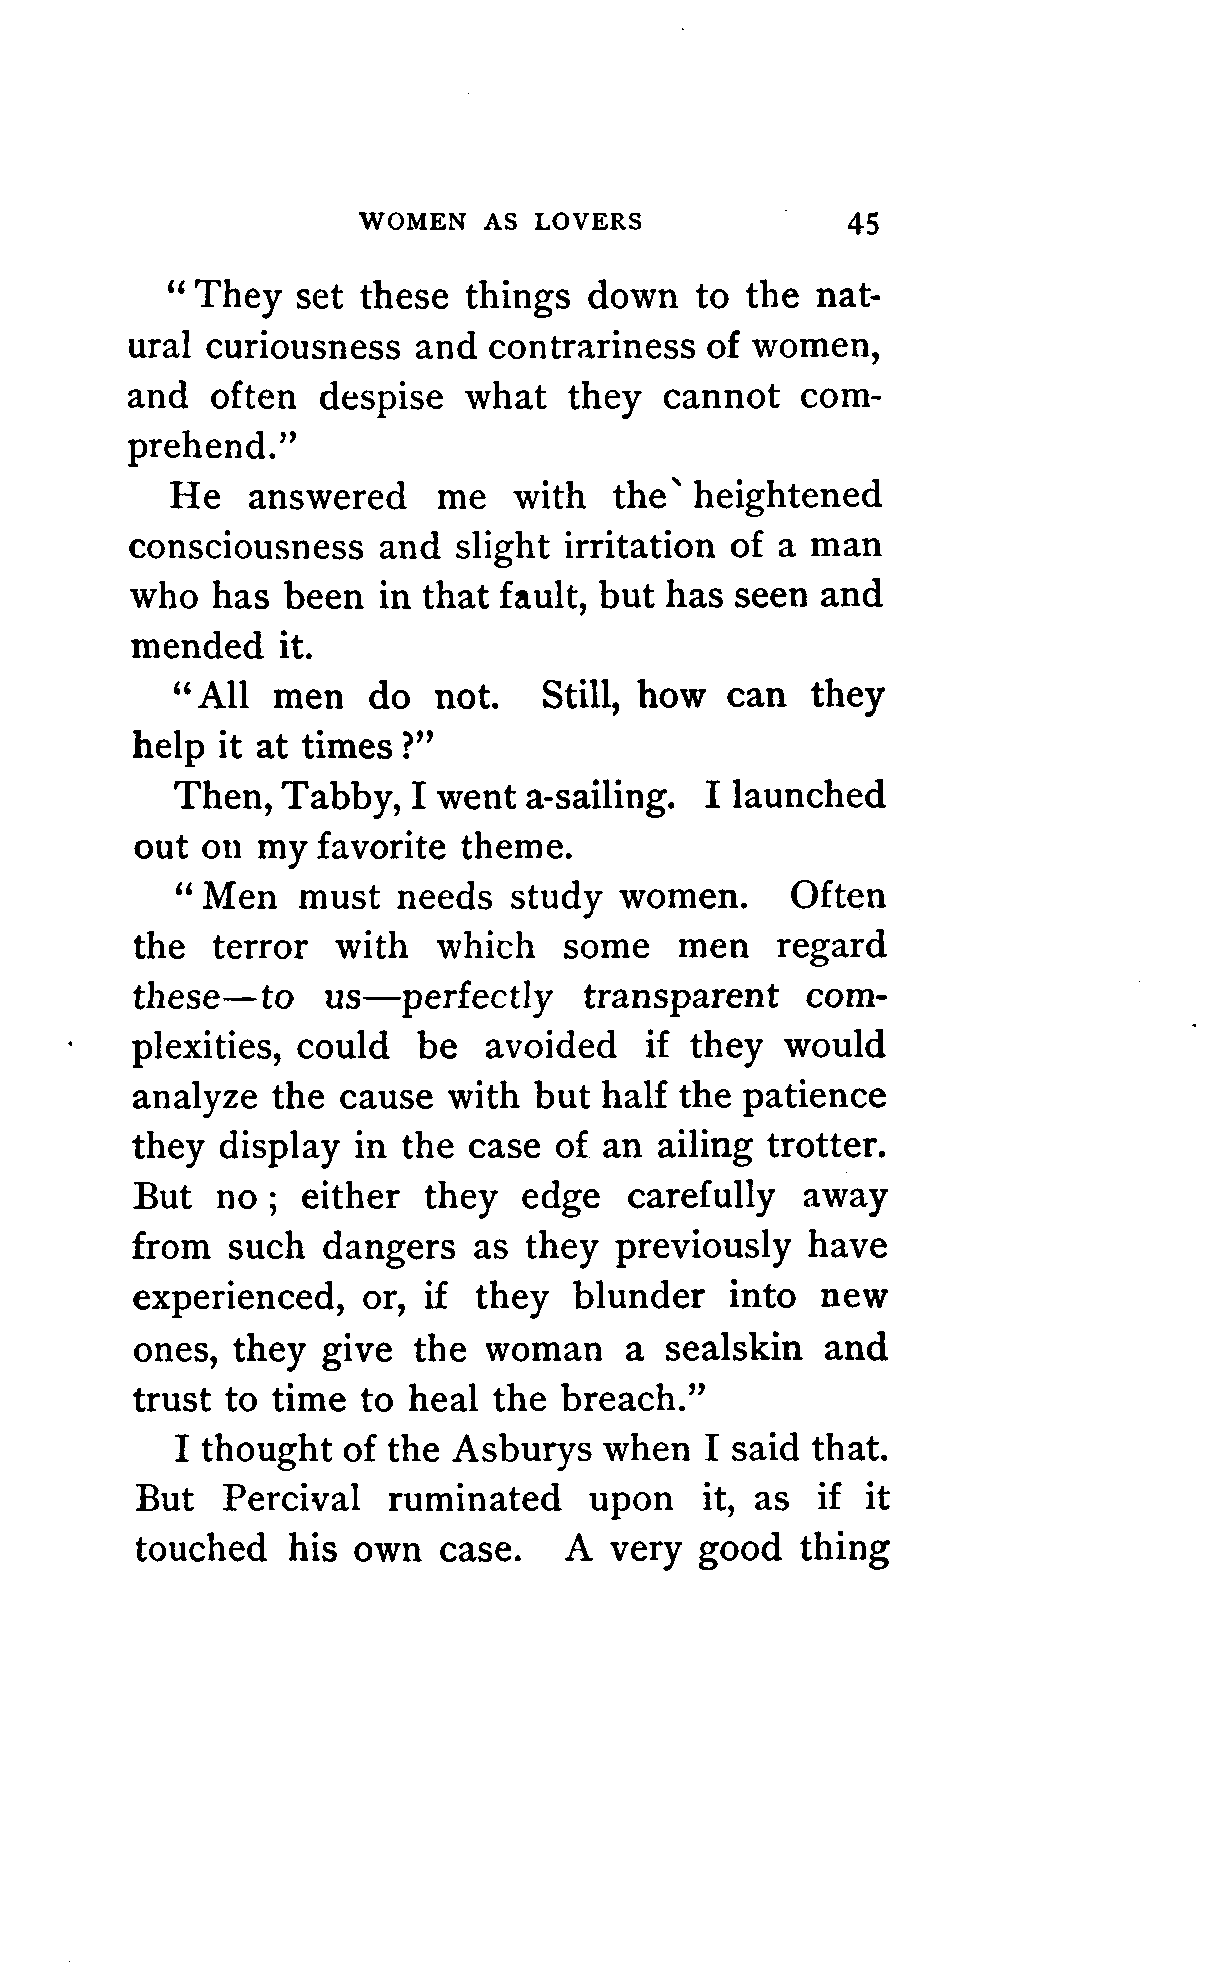 WOMEN AS LOVERS 45
"They set these things down to the nat-
ural curiousness and contrariness of women,
and often despise what they cannot com-
prehend."
He answered me with the heightened
consciousness and slight irritation of a man
who has been in that fault, but has seen and
mended it.
"All men do not. Still, how can they
help it at times?"
Then, Tabby, I went a-sailing. I launched
out on my favorite theme.
"Men must needs study women. Often
the terror with which some men regard
these—to us—perfectly transparent com-
plexities, could be avoided if they would
analyze the cause with but half the patience
they display in the case of an ailing trotter.
But no; either they edge carefully away
from such dangers as they previously have
experienced, or, if they blunder into new
ones, they give the woman a sealskin and
trust to time to heal the breach."
I thought of the Asburys when I said that.
But Percival ruminated upon it, as if it
touched his own case. A very good thing